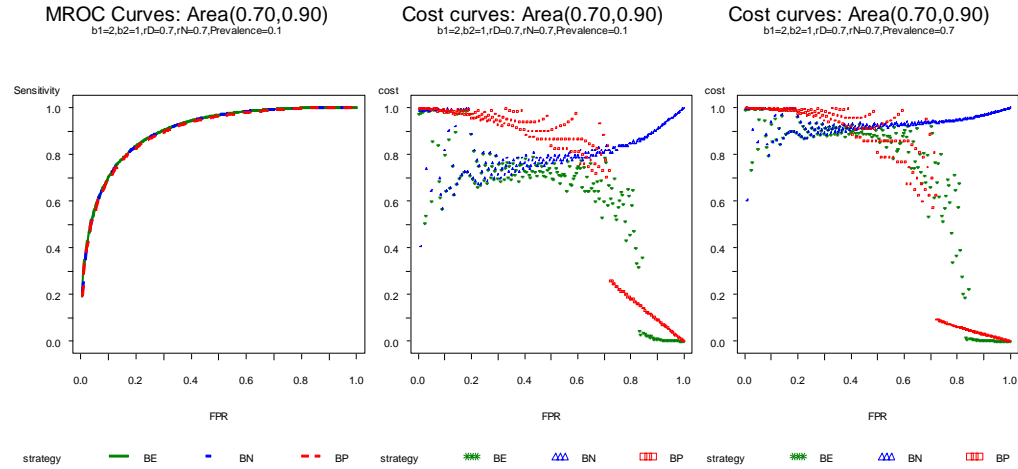 MROC Curves: Area(0.70,0.90)
b1=2,b2=1,rD=0.7,rN=0.7,Prevalence=0.1
Sensitivity
1.0
0.8
0.6
0.4
0.2
0.0
0.0 0.2 0.4 0.6 0.8 1.0
FPR
strategy BE BN BP
Cost curves: Area(0.70,0.90)
b1=2,b2=1,rD=0.7,rN=0.7,Prevalence=0.1
cost
1.0
0.8
0.6
0.4
0.2
0.0
0.0 0.2 0.4 0.6 0.8 1.0
FPR
strategy BE BN BP
Cost curves: Area(0.70,0.90)
b1=2,b2=1,rD=0.7,rN=0.7,Prevalence=0.7
cost
1.0
0.8
0.6
0.4
0.2
0.0
0.0 0.2 0.4 0.6 0.8 1.0
FPR
strategy BE BN BP